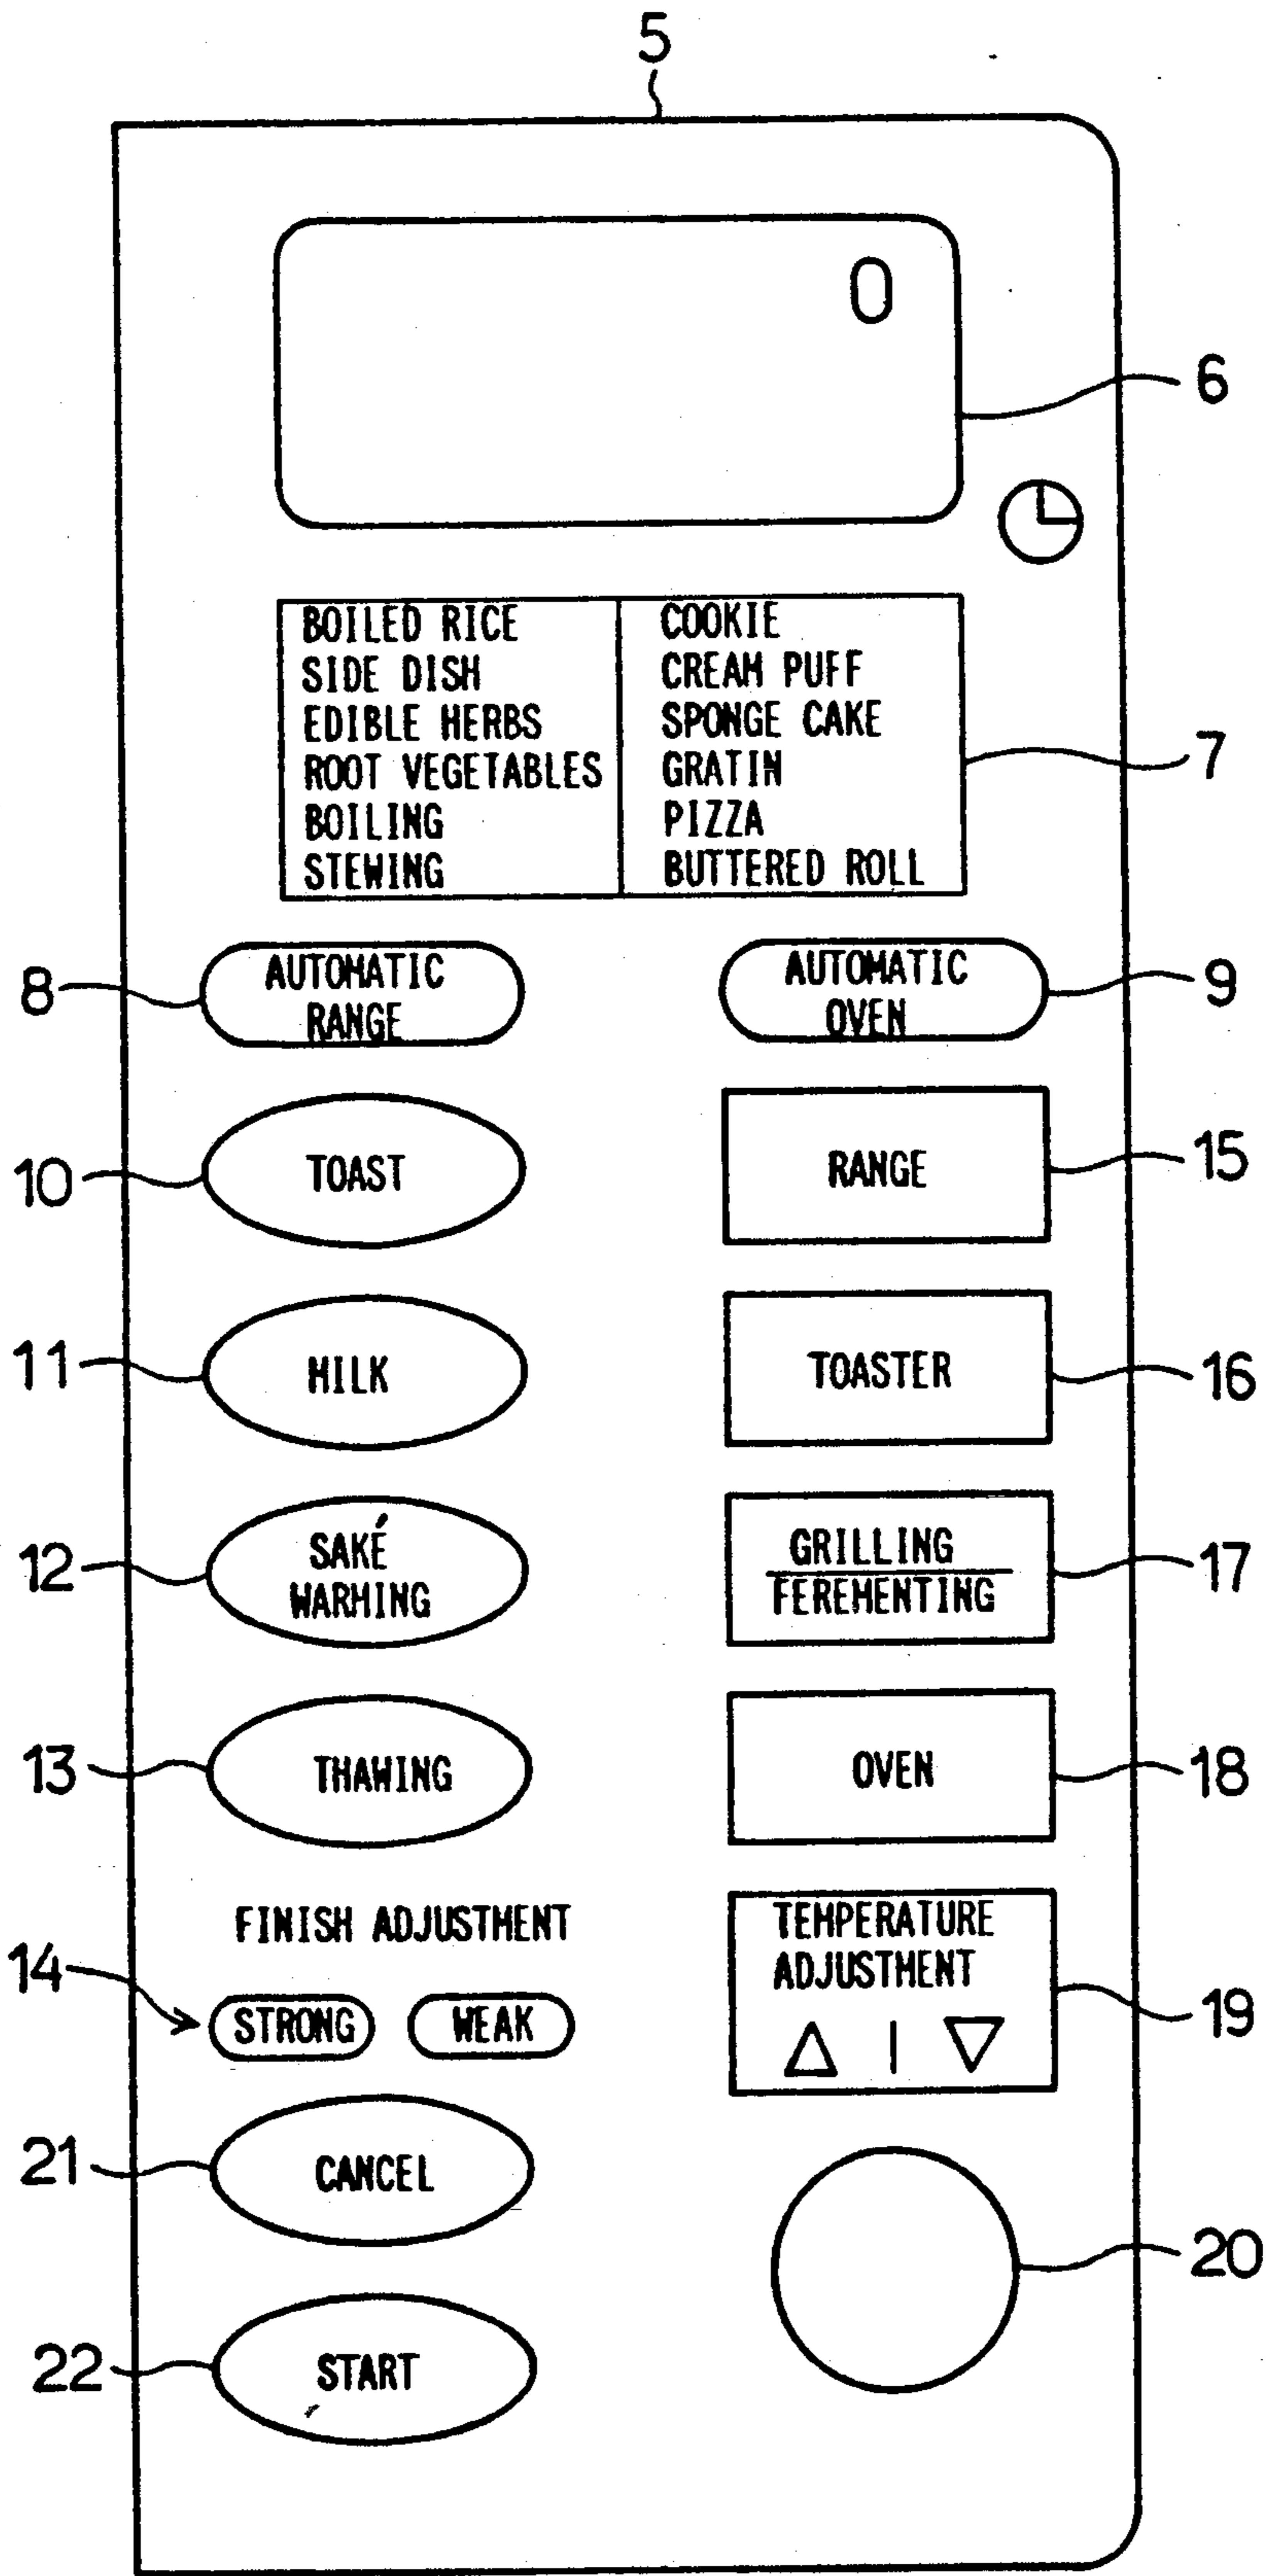 5
0
6
BOILED RICE
SIDE DISH
EDIBLE HERBS
ROOT VEGETABLES
BOILING
STEWING
COOKIE
CREAM PUFF
SPONGE CAKE
GRATIN
PIZZA
BUTTERED ROLL
7
8
AUTOMATIC
RANGE
AUTOMATIC
OVEN
9
10
TOAST
RANGE
15
11
MILK
TOASTER
16
12
SAKÉ
WARMING
GRILLING
FEREMENTING
17
13
THAWING
OVEN
18
FINISH ADJUSTMENT
14
STRONG
WEAK
TEMPERATURE
ADJUSTMENT
△ | ▽
19
21
CANCEL
20
22
START